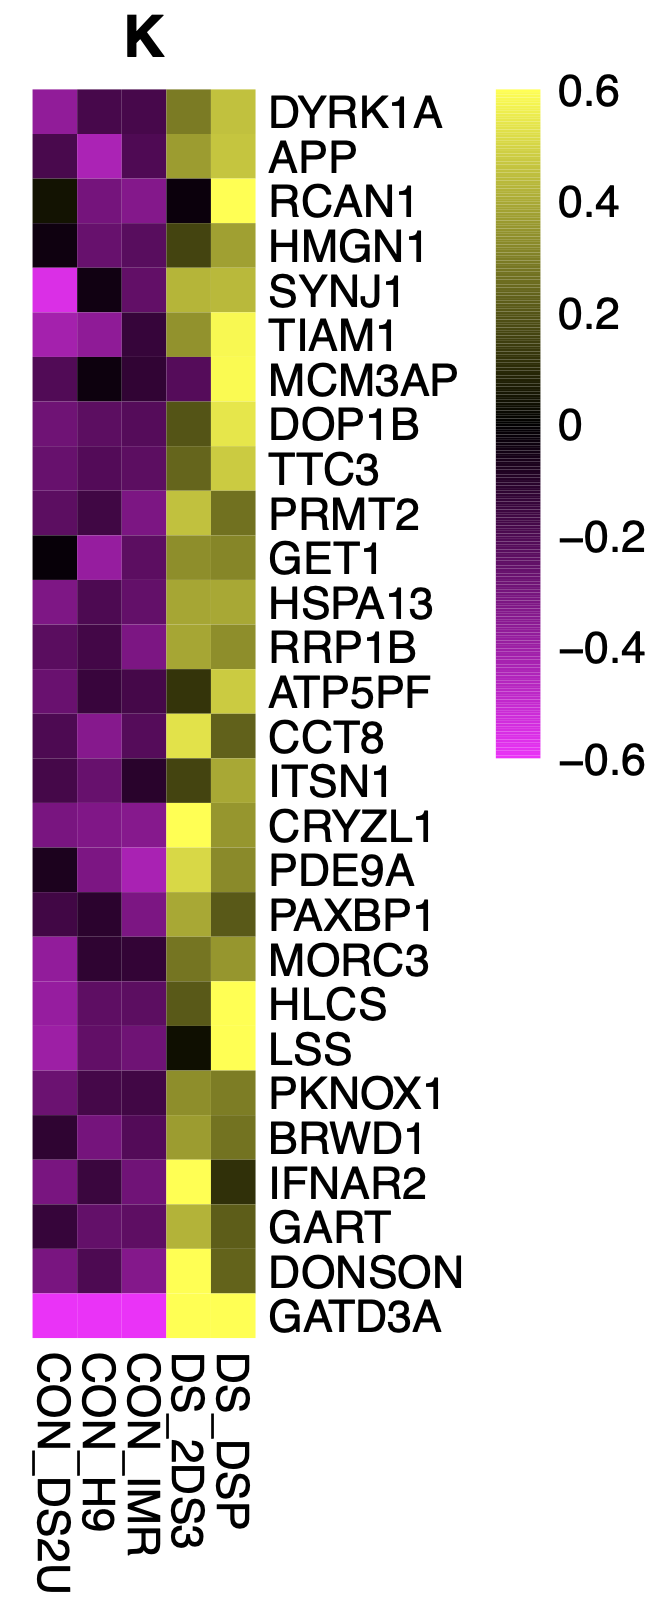 K
DYRK1A
APP
RCAN1
HMGN1
SYNJ1
TIAM1
MCM3AP
DOP1B
TTC3
PRMT2
GET1
HSPA13
RRP1B
ATP5PF
CCT8
ITSN1
CRYZL1
PDE9A
PAXBP1
MORC3
HLCS
LSS
PKNOX1
BRWD1
IFNAR2
GART
DONSON
GATD3A
0.6
0.4
0.2
0
−0.2
−0.4
−0.6
CON_DS2U
CON_H9
CON_IMR
DS_2DS3
DS_DSP